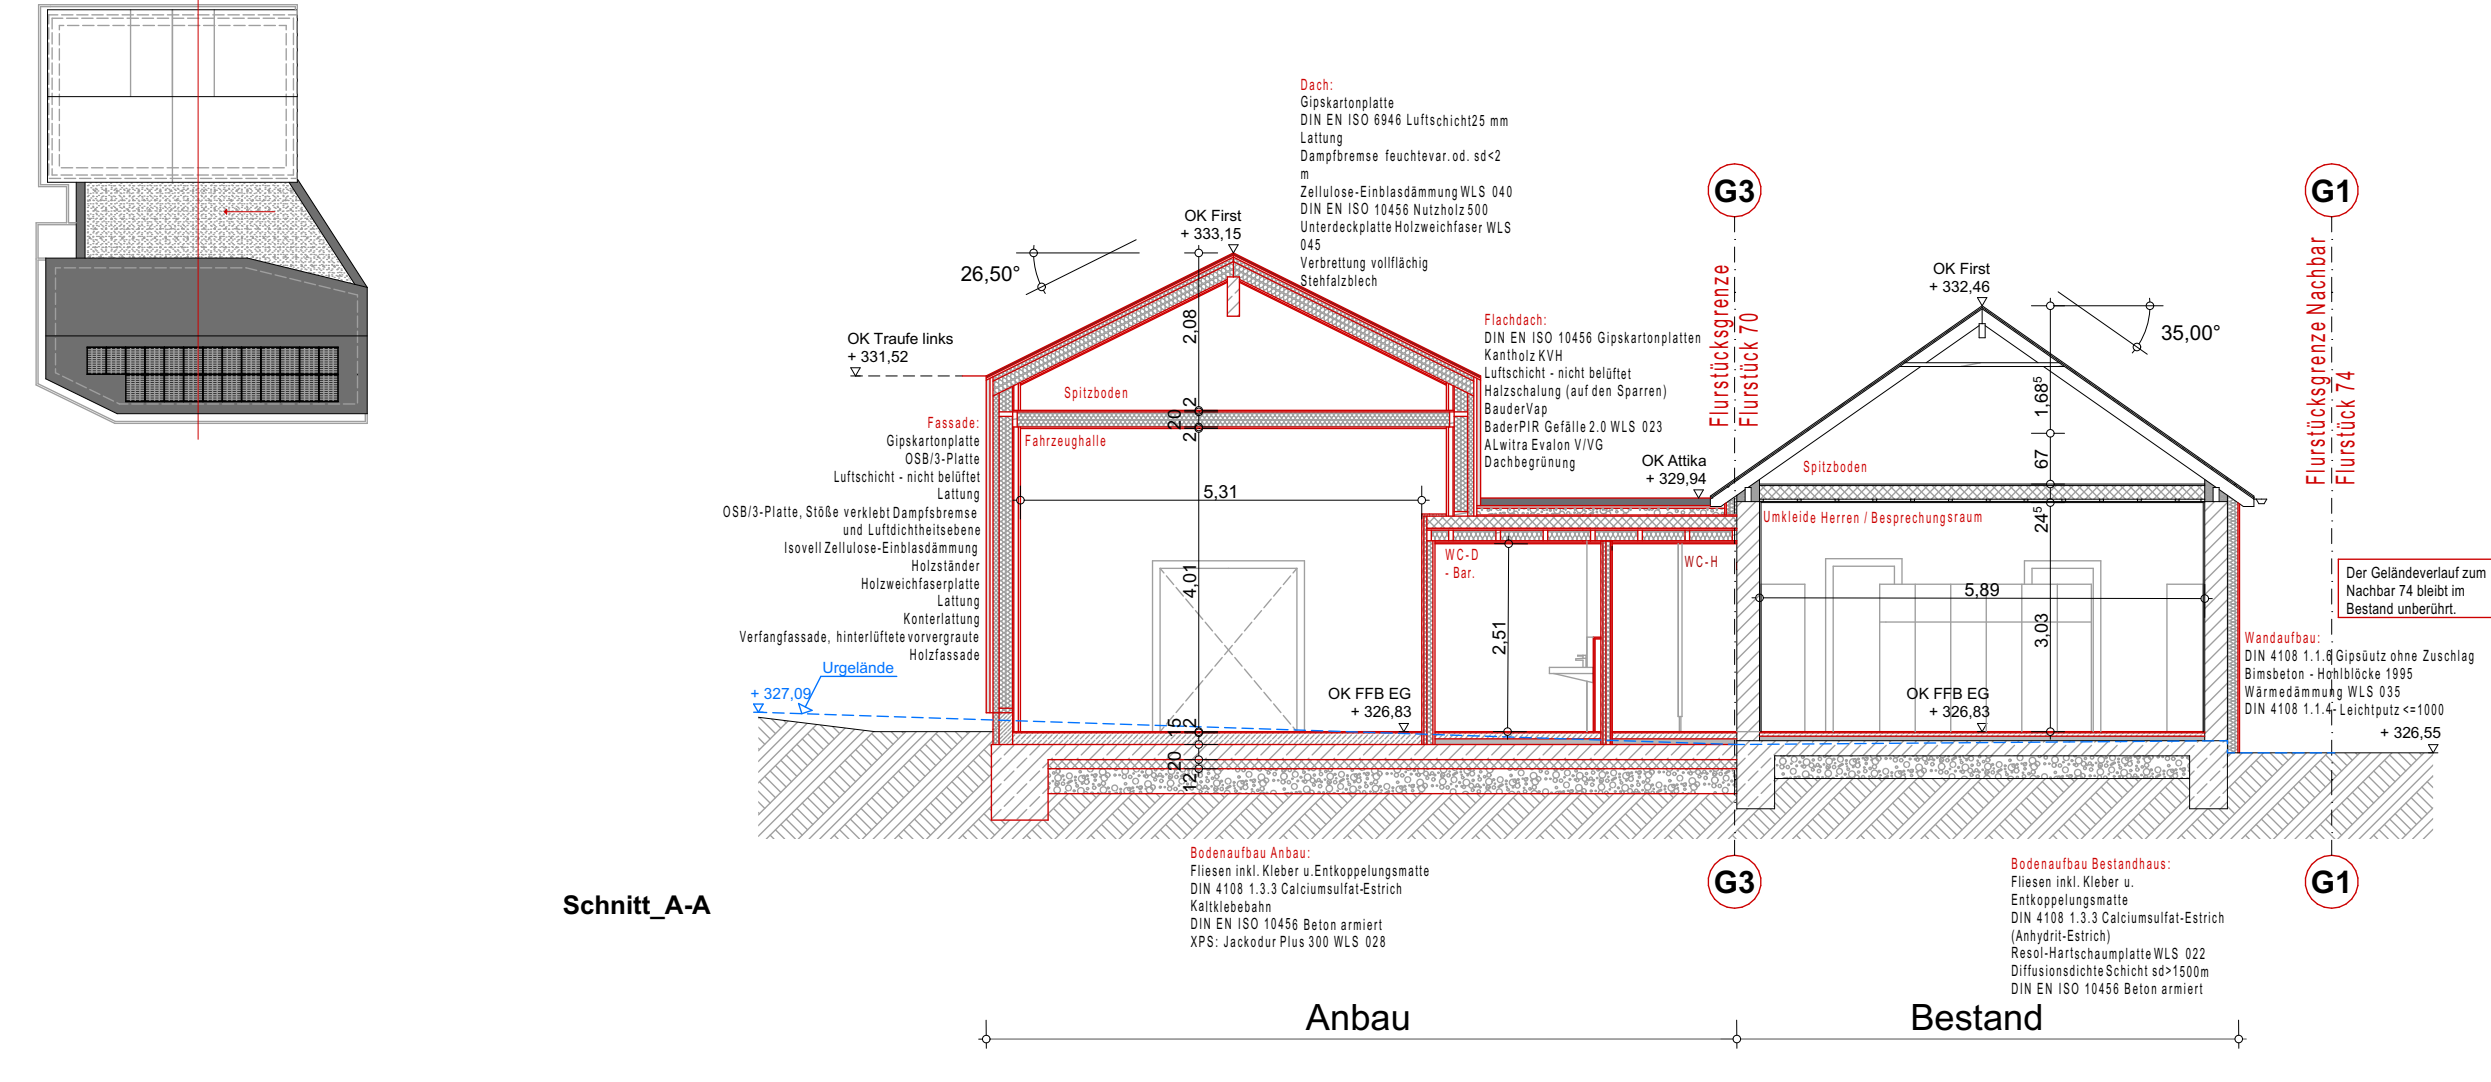 Dach:
Gipskartonplatte
DIN EN ISO 6946 Luftschicht25 mm
Lattung
Dampfbremse feuchtevar. od. sd<2
m
Zellulose-Einblasdämmung WLS 040
DIN EN ISO 10456 Nutzholz 500
Unterdeckplatte Holzweichfaser WLS
045
Verbrettung vollflächig
Stehfalzblech
G3
G1
OK First
+ 333,15
26,50°
OK Traufe links
+ 331,52
Flachdach:
DIN EN ISO 10456 Gipskartonplatten
Kantholz KVH
Luftschicht - nicht belüftet
Halzschalung (auf den Sparren)
BauderVap
BaderPIR Gefälle 2.0 WLS 023
ALwitra Evalon V/VG
Dachbegrünung
Flurstücksgrenze
Flurstück 70
OK First
+ 332,46
35,00°
Flurstücksgrenze Nachbar
Flurstück 74
OK Attika
+ 329,94
2,08
Spitzboden
2
20
2
Fahrzeughalle
5,31
4,01
Fassade:
Gipskartonplatte
OSB/3-Platte
Luftschicht - nicht belüftet
Lattung
OSB/3-Platte, Stöße verklebt Dampfsbremse
und Luftdichtheitsebene
Isovell Zellulose-Einblasdämmung
Holzständer
Holzweichfaserplatte
Lattung
Konterlattung
Verfangfassade, hinterlüftete vorvergraute
Holzfassade
Urgelände
+ 327,09
OK FFB EG
+ 326,83
WC-D
- Bar.
2,51
WC-H
1,68⁵
67
Spitzboden
24⁵
Umkleide Herren / Besprechungsraum
5,89
3,03
OK FFB EG
+ 326,83
Der Geländeverlauf zum
Nachbar 74 bleibt im
Bestand unberührt.
Wandaufbau:
DIN 4108 1.1.6 Gipsüutz ohne Zuschlag
Bimsbeton - Hohlblöcke 1995
Wärmedämmung WLS 035
DIN 4108 1.1.4- Leichtputz <=1000
+ 326,55
15
2
20
12
Bodenaufbau Anbau:
Fliesen inkl. Kleber u. Entkoppelungsmatte
DIN 4108 1.3.3 Calciumsulfat-Estrich
Kaltklebebahn
DIN EN ISO 10456 Beton armiert
XPS: Jackodur Plus 300 WLS 028
G3
G1
Bodenaufbau Bestandhaus:
Fliesen inkl. Kleber u.
Entkoppelungsmatte
DIN 4108 1.3.3 Calciumsulfat-Estrich
(Anhydrit-Estrich)
Resol-Hartschaumplatte WLS 022
Diffusionsdichte Schicht sd>1500m
DIN EN ISO 10456 Beton armiert
Schnitt_A-A
Anbau
Bestand